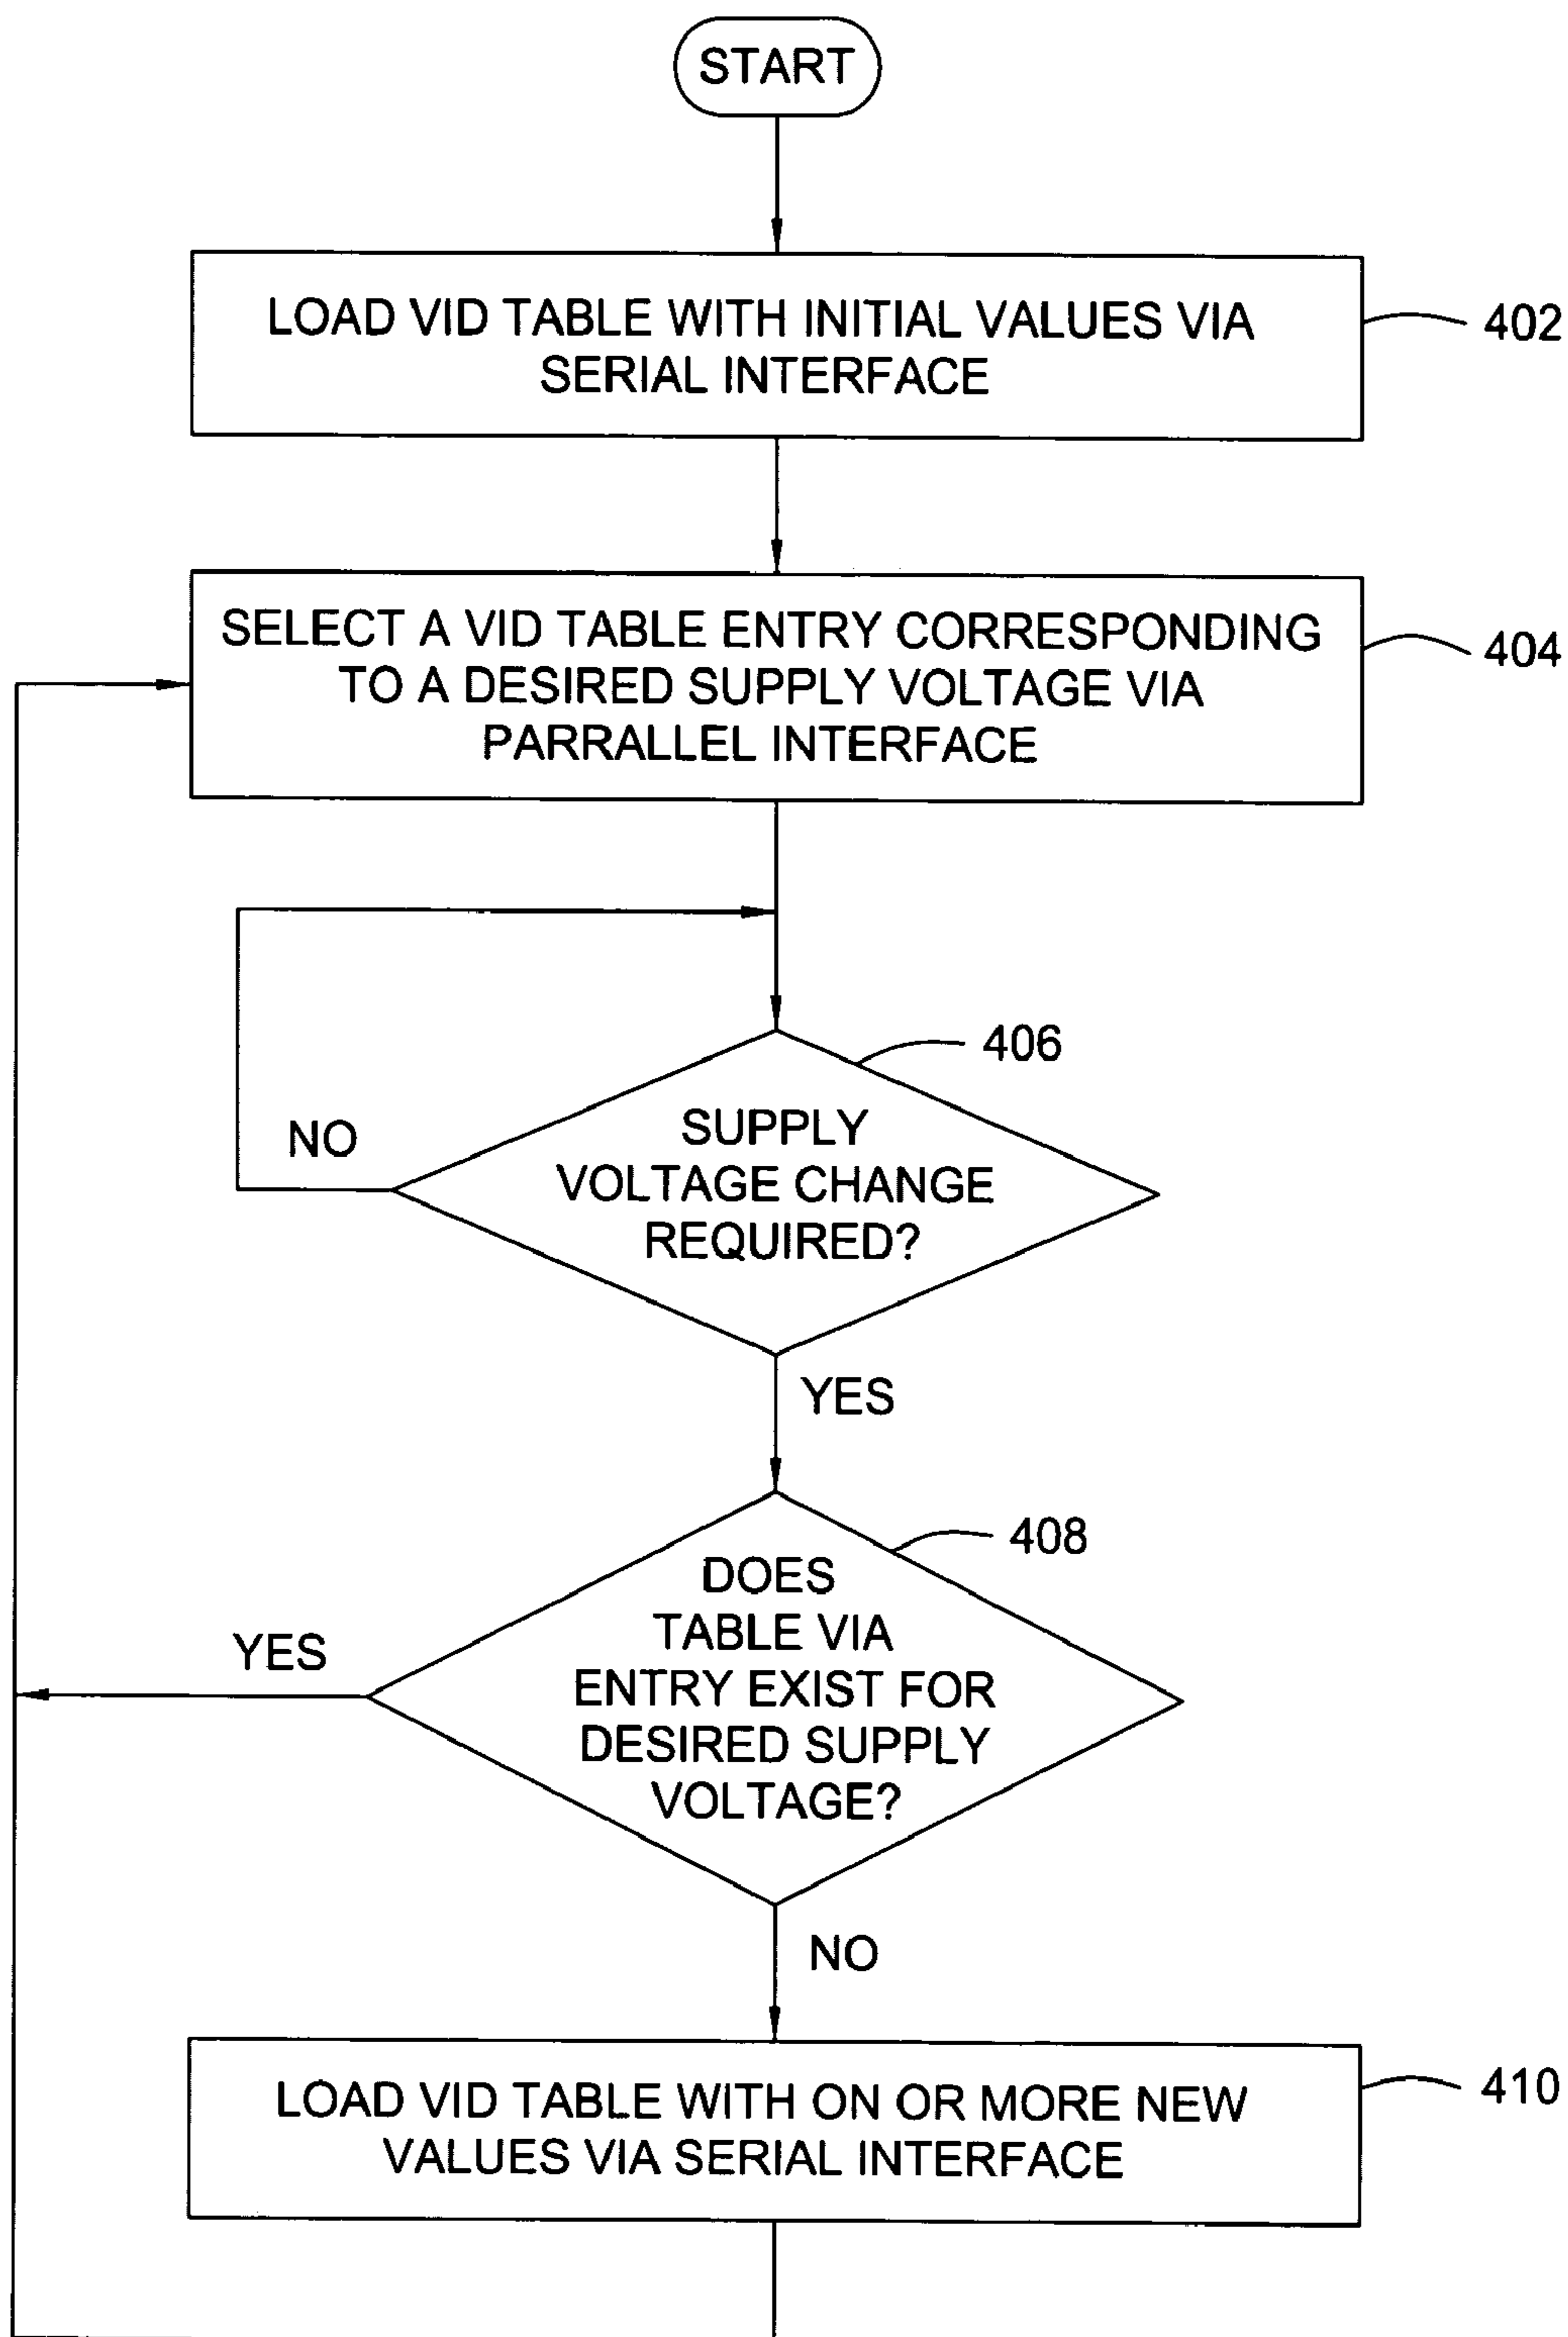 START
LOAD VID TABLE WITH INITIAL VALUES VIA
SERIAL INTERFACE
402
SELECT A VID TABLE ENTRY CORRESPONDING
TO A DESIRED SUPPLY VOLTAGE VIA
PARRALLEL INTERFACE
404
406
SUPPLY
VOLTAGE CHANGE
REQUIRED?
NO
YES
408
DOES
TABLE VIA
ENTRY EXIST FOR
DESIRED SUPPLY
VOLTAGE?
YES
NO
LOAD VID TABLE WITH ON OR MORE NEW
VALUES VIA SERIAL INTERFACE
410